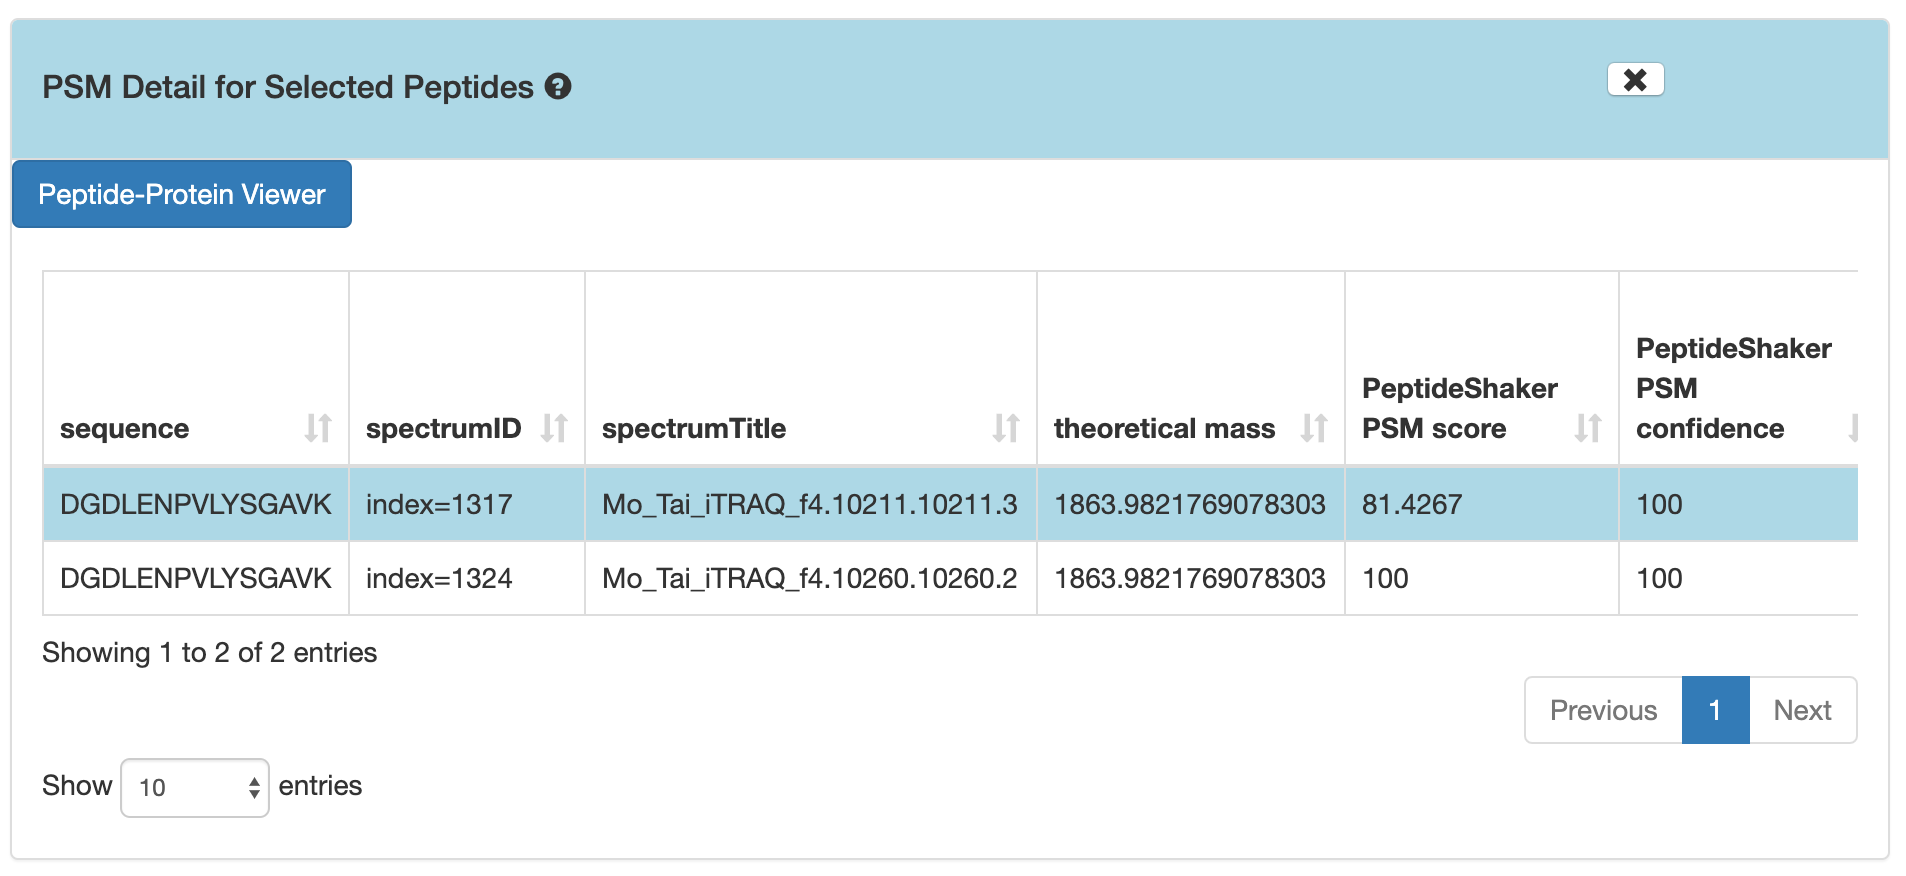 PSM Detail for Selected Peptides
Peptide-Protein Viewer
sequence spectrumID spectrumTitle theoretical mass PeptideShaker PSM score PeptideShaker PSM confidence
DGDLENPVLYSGAVK index=1317 Mo_Tai_iTRAQ_f4.10211.10211.3 1863.9821769078303 81.4267 100
DGDLENPVLYSGAVK index=1324 Mo_Tai_iTRAQ_f4.10260.10260.2 1863.9821769078303 100 100
Showing 1 to 2 of 2 entries
Previous 1 Next
Show 10 entries